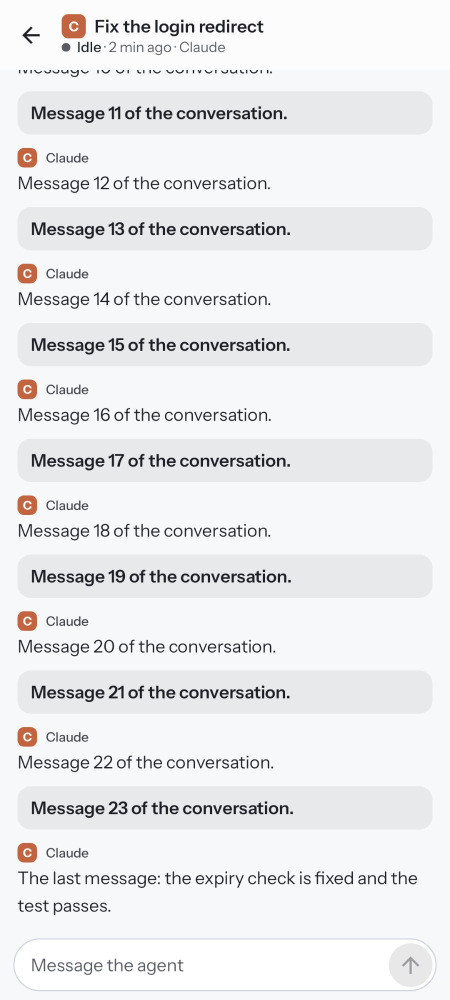 C Fix the login redirect
Idle · 2 min ago · Claude
Message 10 of the conversation.
Message 11 of the conversation.
C Claude
Message 12 of the conversation.
Message 13 of the conversation.
C Claude
Message 14 of the conversation.
Message 15 of the conversation.
C Claude
Message 16 of the conversation.
Message 17 of the conversation.
C Claude
Message 18 of the conversation.
Message 19 of the conversation.
C Claude
Message 20 of the conversation.
Message 21 of the conversation.
C Claude
Message 22 of the conversation.
Message 23 of the conversation.
C Claude
The last message: the expiry check is fixed and the
test passes.
Message the agent